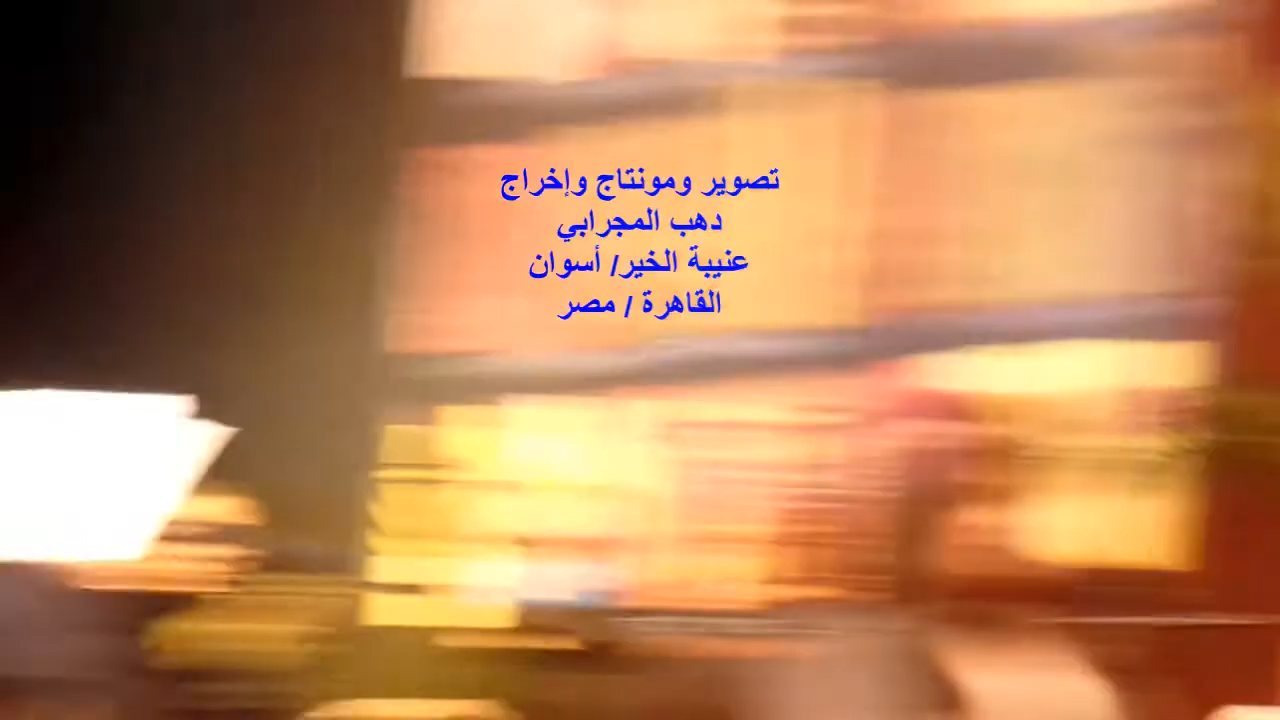 تصوير ومونتاج وإخراج
دهب المجرابي
عنيبة الخير/ أسوان
القاهرة / مصر